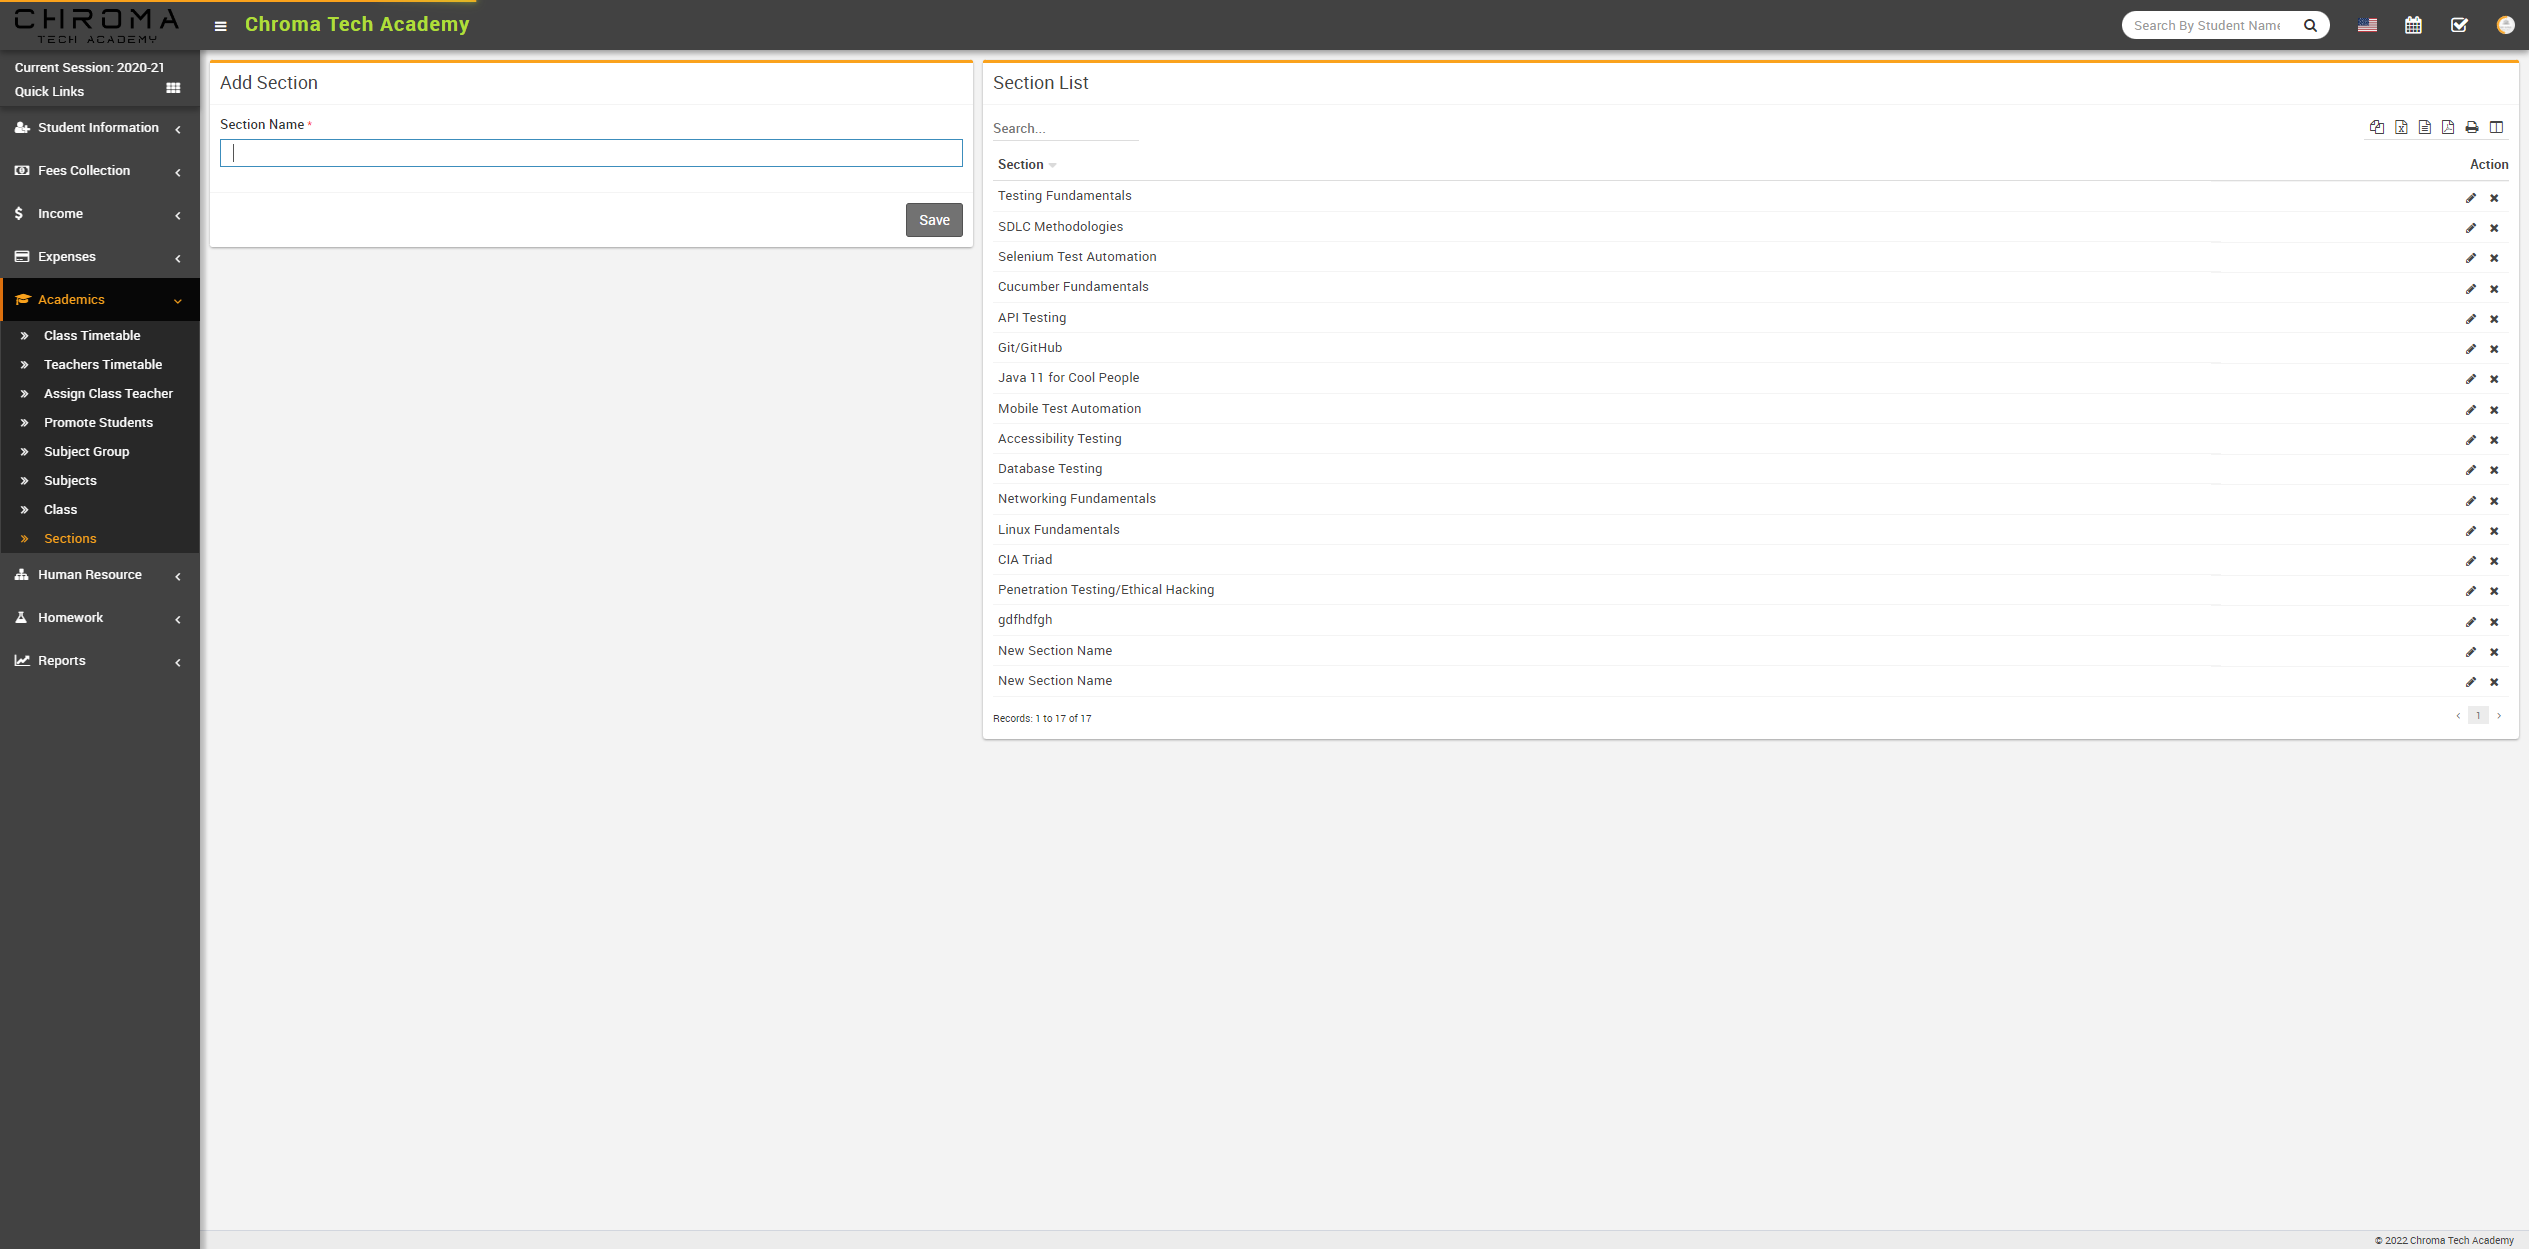 CHROMA
TECH ACADEMY
Chroma Tech Academy
Search By Student Name
Current Session: 2020-21
Quick Links
Student Information
Fees Collection
Income
Expenses
Academics
Class Timetable
Teachers Timetable
Assign Class Teacher
Promote Students
Subject Group
Subjects
Class
Sections
Human Resource
Homework
Reports
Add Section
Section Name *
Save
Section List
Search...
Section Action
Testing Fundamentals
SDLC Methodologies
Selenium Test Automation
Cucumber Fundamentals
API Testing
Git/GitHub
Java 11 for Cool People
Mobile Test Automation
Accessibility Testing
Database Testing
Networking Fundamentals
Linux Fundamentals
CIA Triad
Penetration Testing/Ethical Hacking
gdfhdfgh
New Section Name
New Section Name
Records: 1 to 17 of 17
1
© 2022 Chroma Tech Academy